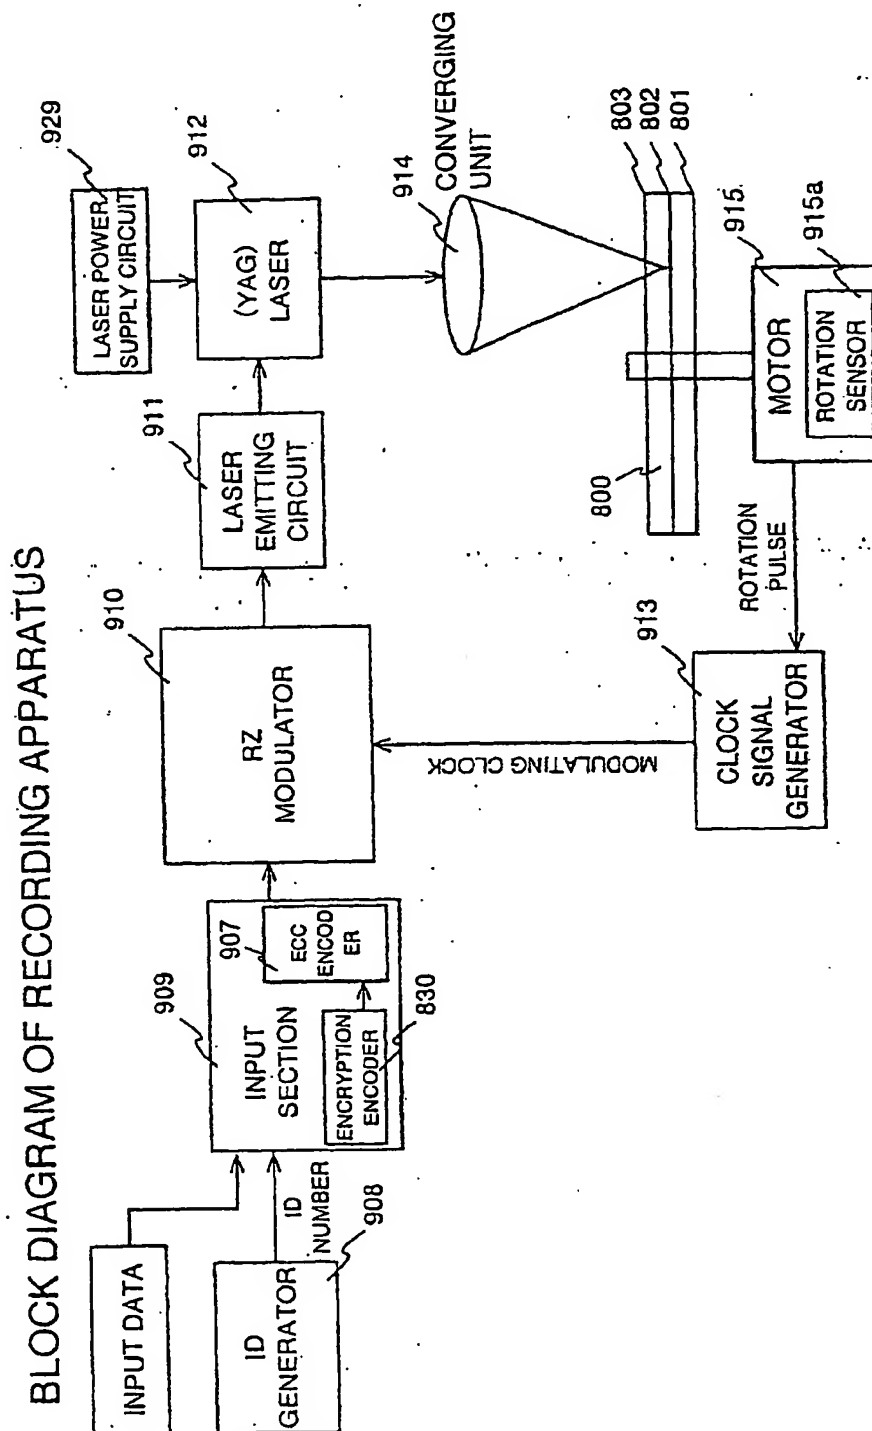 BLOCK DIAGRAM OF RECORDING APPARATUS
INPUT DATA
ID
GENERATOR
908
ID
NUMBER
909
INPUT
SECTION
ENCRYPTION
ENCODER
830
907
ECC
ENCOD
ER
910
RZ
MODULATOR
911
LASER
EMITTING
CIRCUIT
929
LASER POWER
SUPPLY CIRCUIT
912
(YAG)
LASER
914
CONVERGING
UNIT
803
802
801
800
915
915a
MOTOR
ROTATION
SENSOR
ROTATION
PULSE
913
CLOCK
SIGNAL
GENERATOR
MODULATING CLOCK